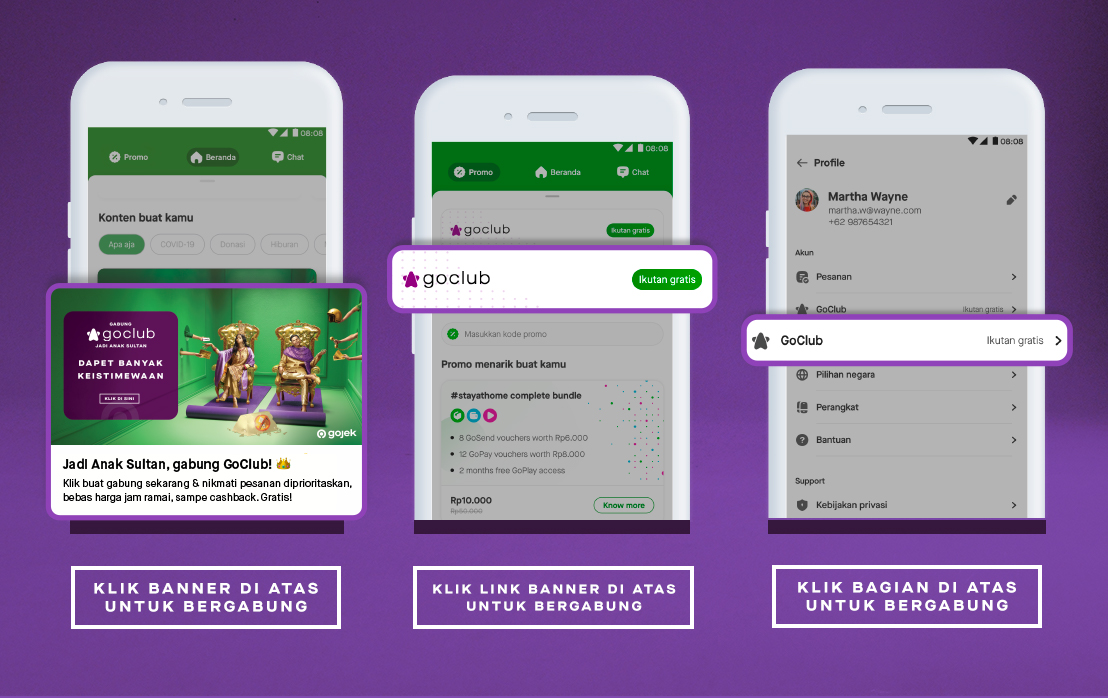 08:08
Promo
Beranda
Chat
Konten buat kamu
Apa aja
COVID-19
Donasi
Hiburan
GABUNG
goclub
JADI ANAK SULTAN
DAPET BANYAK
KEISTIMEWAAN
KLIK DI SINI
gojek
Jadi Anak Sultan, gabung GoClub!
Klik buat gabung sekarang & nikmati pesanan diprioritaskan,
bebas harga jam ramai, sampe cashback. Gratis!
KLIK BANNER DI ATAS
UNTUK BERGABUNG
08:08
Promo
Beranda
Chat
goclub
Ikutan gratis
goclub
Ikutan gratis
Masukkan kode promo
Promo menarik buat kamu
#stayathome complete bundle
8 GoSend vouchers worth Rp6.000
12 GoPay vouchers worth Rp8.000
2 months free GoPlay access
Rp10.000
Know more
KLIK LINK BANNER DI ATAS
UNTUK BERGABUNG
08:08
Profile
Martha Wayne
martha.w@wayne.com
+62 987654321
Akun
Pesanan
GoClub
Ikutan gratis
GoClub
Ikutan gratis
Pilihan negara
Perangkat
Bantuan
Support
Kebijakan privasi
KLIK BAGIAN DI ATAS
UNTUK BERGABUNG